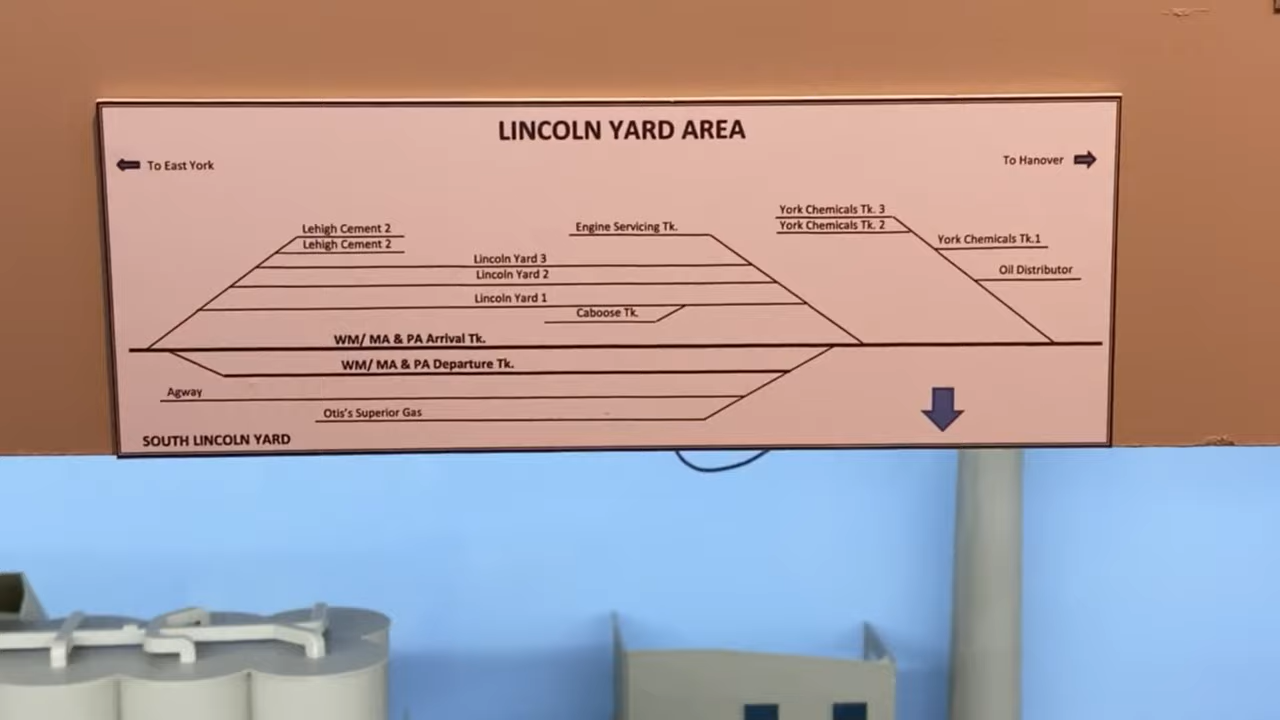 LINCOLN YARD AREA
To East York
To Hanover
York Chemicals Tk. 3
York Chemicals Tk. 2
Lehigh Cement 2
Engine Servicing Tk.
Lehigh Cement 2
York Chemicals Tk.1
Lincoln Yard 3
Oil Distributor
Lincoln Yard 2
Lincoln Yard 1
Caboose Tk.
WM/ MA & PA Arrival Tk.
WM/ MA & PA Departure Tk.
Agway
Otis's Superior Gas
SOUTH LINCOLN YARD